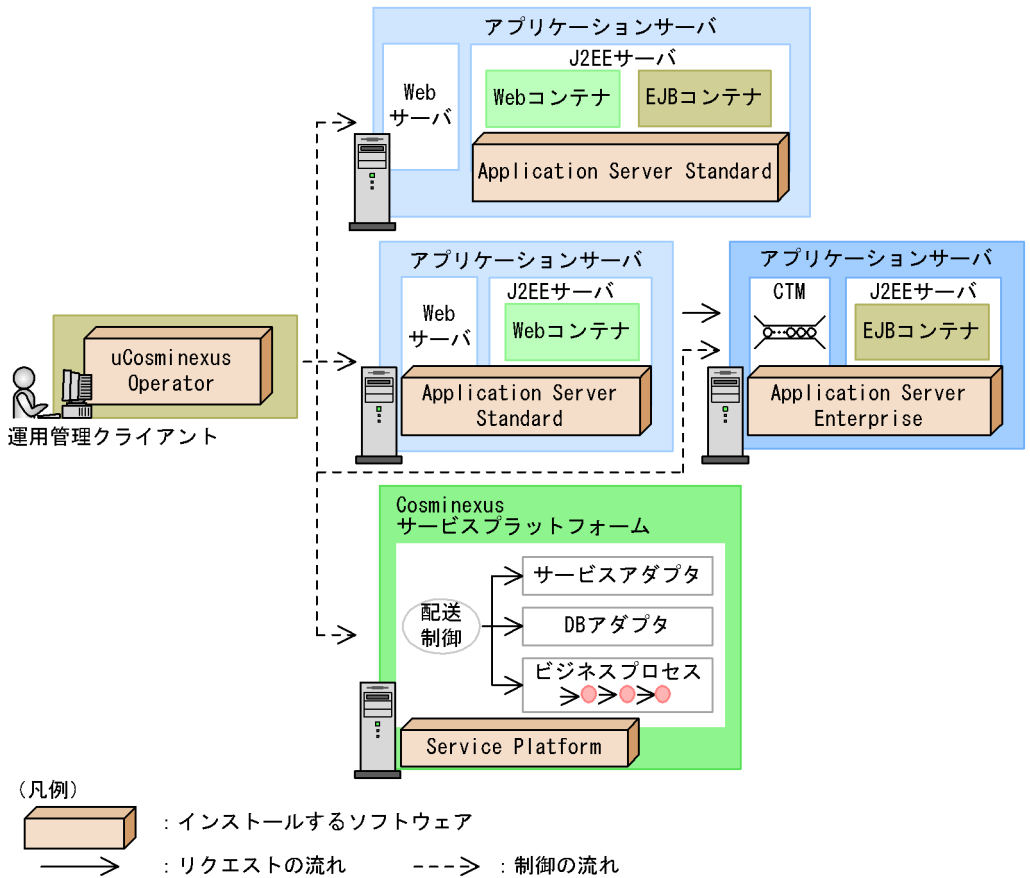 アプリケーションサーバ
J2EEサーバ
Web
サーバ
Webコンテナ
EJBコンテナ
Application Server Standard
アプリケーションサーバ
J2EEサーバ
Web
サーバ
Webコンテナ
Application Server
Standard
アプリケーションサーバ
CTM
J2EEサーバ
EJBコンテナ
Application Server
Enterprise
uCosminexus
Operator
運用管理クライアント
Cosminexus
サービスプラットフォーム
配送
制御
サービスアダプタ
DBアダプタ
ビジネスプロセス
Service Platform
(凡例)
:インストールするソフトウェア
:リクエストの流れ
:制御の流れ